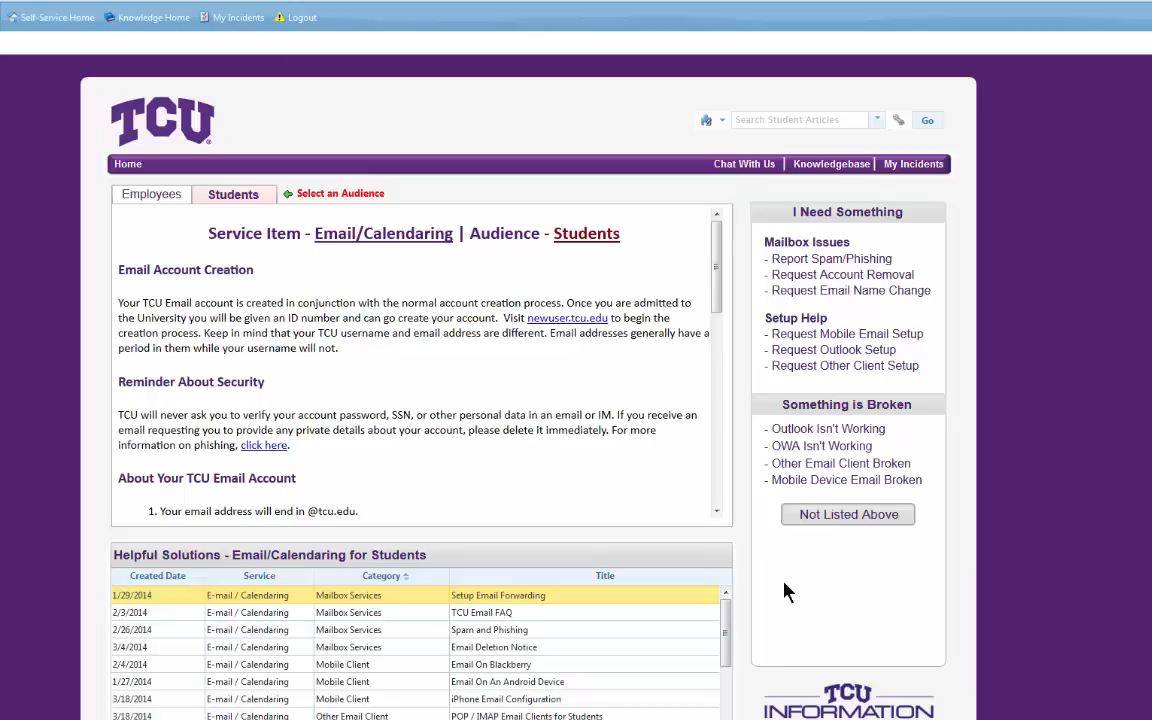 Self-Service Home Knowledge Home My Incidents Logout
TCU
Search Student Articles Go
Home Chat With Us | Knowledgebase | My Incidents
Employees Students Select an Audience
Service Item - Email/Calendaring | Audience - Students
Email Account Creation
Your TCU Email account is created in conjunction with the normal account creation process. Once you are admitted to
the University you will be given an ID number and can go create your account. Visit newuser.tcu.edu to begin the
creation process. Keep in mind that your TCU username and email address are different. Email addresses generally have a
period in them while your username will not.
Reminder About Security
TCU will never ask you to verify your account password, SSN, or other personal data in an email or IM. If you receive an
email requesting you to provide any private details about your account, please delete it immediately. For more
information on phishing, click here.
About Your TCU Email Account
1. Your email address will end in @tcu.edu.
I Need Something
Mailbox Issues
- Report Spam/Phishing
- Request Account Removal
- Request Email Name Change
Setup Help
- Request Mobile Email Setup
- Request Outlook Setup
- Request Other Client Setup
Something is Broken
- Outlook Isn't Working
- OWA Isn't Working
- Other Email Client Broken
- Mobile Device Email Broken
Not Listed Above
Helpful Solutions - Email/Calendaring for Students
Created Date Service Category Title
1/29/2014 E-mail / Calendaring Mailbox Services Setup Email Forwarding
2/3/2014 E-mail / Calendaring Mailbox Services TCU Email FAQ
2/26/2014 E-mail / Calendaring Mailbox Services Spam and Phishing
3/4/2014 E-mail / Calendaring Mailbox Services Email Deletion Notice
2/4/2014 E-mail / Calendaring Mobile Client Email On Blackberry
1/27/2014 E-mail / Calendaring Mobile Client Email On An Android Device
3/18/2014 E-mail / Calendaring Mobile Client iPhone Email Configuration
3/18/2014 E-mail / Calendaring Other Email Client POP / IMAP Email Clients for Students
TCU
INFORMATION